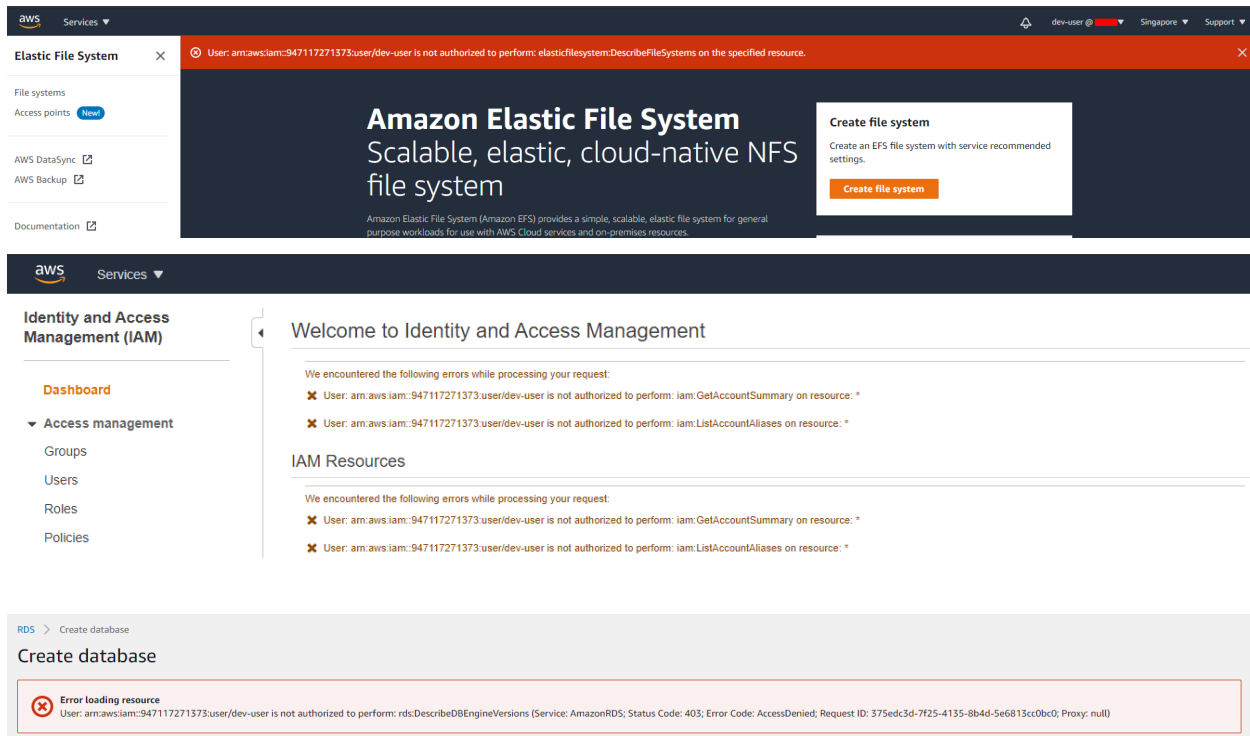 aws Services ▼ dev-user @ ▼ Singapore ▼ Support ▼
Elastic File System ×
User: arn:aws:iam::947117271373:user/dev-user is not authorized to perform: elasticfilesystem:DescribeFileSystems on the specified resource. ×
File systems
Access points New!
AWS DataSync
AWS Backup
Documentation
Amazon Elastic File System
Scalable, elastic, cloud-native NFS
file system
Amazon Elastic File System (Amazon EFS) provides a simple, scalable, elastic file system for general
purpose workloads for use with AWS Cloud services and on-premises resources.
Create file system
Create an EFS file system with service recommended
settings.
Create file system
aws Services ▼
Identity and Access
Management (IAM)
Dashboard
Access management
Groups
Users
Roles
Policies
Welcome to Identity and Access Management
We encountered the following errors while processing your request:
User: arn:aws:iam::947117271373:user/dev-user is not authorized to perform: iam:GetAccountSummary on resource: *
User: arn:aws:iam::947117271373:user/dev-user is not authorized to perform: iam:ListAccountAliases on resource: *
IAM Resources
We encountered the following errors while processing your request:
User: arn:aws:iam::947117271373:user/dev-user is not authorized to perform: iam:GetAccountSummary on resource: *
User: arn:aws:iam::947117271373:user/dev-user is not authorized to perform: iam:ListAccountAliases on resource: *
RDS > Create database
Create database
Error loading resource
User: arn:aws:iam::947117271373:user/dev-user is not authorized to perform: rds:DescribeDBEngineVersions (Service: AmazonRDS; Status Code: 403; Error Code: AccessDenied; Request ID: 375edc3d-7f25-4135-8b4d-5e6813cc0bc0; Proxy: null)